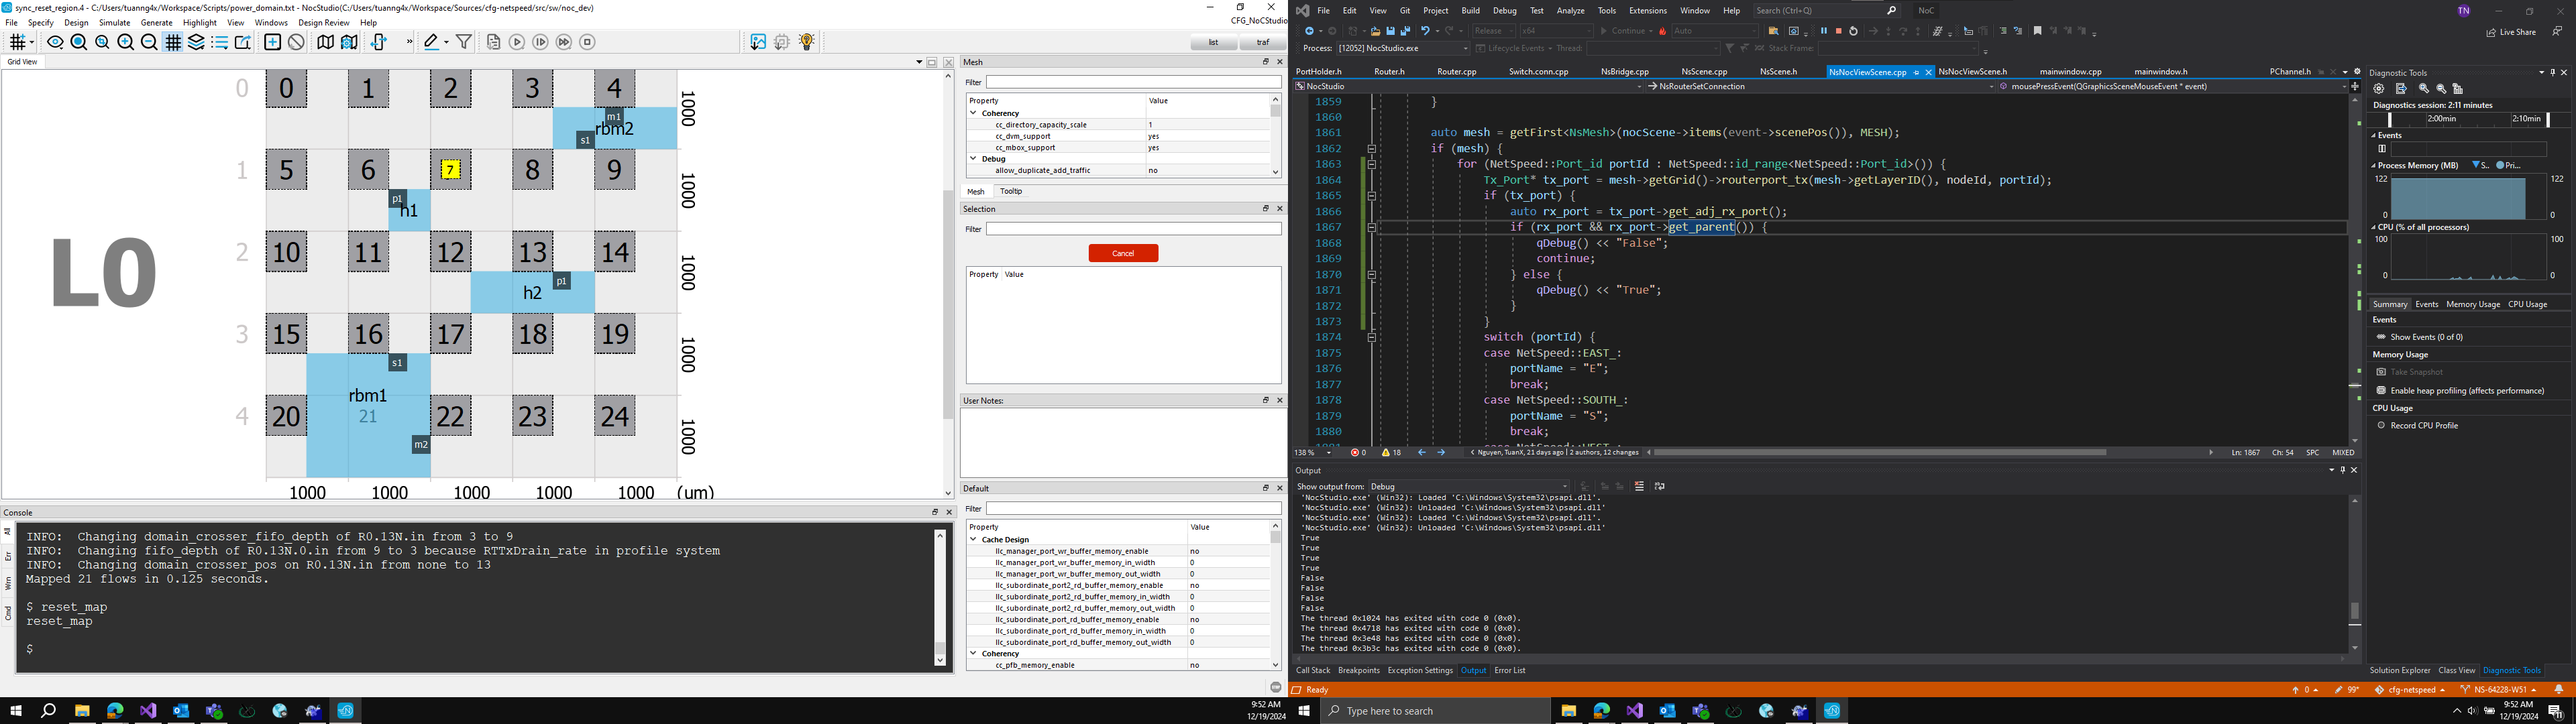 sync_reset_region.4 - C:/Users/tuanng4x/Workspace/Scripts/power_domain.txt - NocStudio(C:/Users/tuanng4x/Workspace/Sources/cfg-netspeed/src/sw/noc_dev)
CFG_NoCStudio
File Specify Design Simulate Generate Highlight View Windows Design Review Help
list traf
Grid View
0 0 1 2 3 4 1000
m1
rbm2
s1
1 5 6 7 8 9 1000
p1
h1
L0
2 10 11 12 13 14 1000
p1
h2
3 15 16 17 18 19 1000
s1
rbm1
4 20 21 22 23 24 1000
m2
1000 1000 1000 1000 1000 (um)
Console
All
Err
Wrn
Cmd
INFO: Changing domain_crosser_fifo_depth of R0.13N.in from 3 to 9
INFO: Changing fifo_depth of R0.13N.0.in from 9 to 3 because RTTxDrain_rate in profile system
INFO: Changing domain_crosser_pos on R0.13N.in from none to 13
Mapped 21 flows in 0.125 seconds.
$ reset_map
reset_map
$
Mesh
Filter
Property Value
Coherency
cc_directory_capacity_scale 1
cc_dvm_support yes
cc_mbox_support yes
Debug
allow_duplicate_add_traffic no
Mesh Tooltip
Selection
Filter
Cancel
Property Value
User Notes:
Default
Filter
Property Value
Cache Design
llc_manager_port_wr_buffer_memory_enable no
llc_manager_port_wr_buffer_memory_in_width 0
llc_manager_port_wr_buffer_memory_out_width 0
llc_subordinate_port2_rd_buffer_memory_enable no
llc_subordinate_port2_rd_buffer_memory_in_width 0
llc_subordinate_port2_rd_buffer_memory_out_width 0
llc_subordinate_port_rd_buffer_memory_enable no
llc_subordinate_port_rd_buffer_memory_in_width 0
llc_subordinate_port_rd_buffer_memory_out_width 0
Coherency
cc_pfb_memory_enable no
9:52 AM
12/19/2024
File Edit View Git Project Build Debug Test Analyze Tools Extensions Window Help Search (Ctrl+Q) NoC TN
Release x64 Continue Auto
Live Share
Process: [12052] NocStudio.exe Lifecycle Events Thread: Stack Frame:
PortHolder.h Router.h Router.cpp Switch.conn.cpp NsBridge.cpp NsScene.cpp NsScene.h NsNocViewScene.cpp NsNocViewScene.h mainwindow.cpp mainwindow.h PChannel.h
NocStudio NsRouterSetConnection mousePressEvent(QGraphicsSceneMouseEvent * event)
1859 }
1860
1861 auto mesh = getFirst<NsMesh>(nocScene->items(event->scenePos()), MESH);
1862 if (mesh) {
1863 for (NetSpeed::Port_id portId : NetSpeed::id_range<NetSpeed::Port_id>()) {
1864 Tx_Port* tx_port = mesh->getGrid()->routerport_tx(mesh->getLayerID(), nodeId, portId);
1865 if (tx_port) {
1866 auto rx_port = tx_port->get_adj_rx_port();
1867 if (rx_port && rx_port->get_parent()) {
1868 qDebug() << "False";
1869 continue;
1870 } else {
1871 qDebug() << "True";
1872 }
1873 }
1874 switch (portId) {
1875 case NetSpeed::EAST_:
1876 portName = "E";
1877 break;
1878 case NetSpeed::SOUTH_:
1879 portName = "S";
1880 break;
138 % 0 18 Nguyen, TuanX, 21 days ago | 2 authors, 12 changes Ln: 1867 Ch: 54 SPC MIXED
Output
Show output from: Debug
'NocStudio.exe' (Win32): Loaded 'C:\Windows\System32\psapi.dll'.
'NocStudio.exe' (Win32): Unloaded 'C:\Windows\System32\psapi.dll'
'NocStudio.exe' (Win32): Loaded 'C:\Windows\System32\psapi.dll'.
'NocStudio.exe' (Win32): Unloaded 'C:\Windows\System32\psapi.dll'
True
True
True
True
False
False
False
False
The thread 0x1024 has exited with code 0 (0x0).
The thread 0x4718 has exited with code 0 (0x0).
The thread 0x3e48 has exited with code 0 (0x0).
The thread 0x3b3c has exited with code 0 (0x0).
Call Stack Breakpoints Exception Settings Output Error List
Diagnostic Tools
Diagnostics session: 2:11 minutes
2:00min 2:10min
Events
Process Memory (MB) S.. Pri...
122 122
0 0
CPU (% of all processors)
100 100
0 0
Summary Events Memory Usage CPU Usage
Events
Show Events (0 of 0)
Memory Usage
Take Snapshot
Enable heap profiling (affects performance)
CPU Usage
Record CPU Profile
Solution Explorer Class View Diagnostic Tools
Ready 0 99* cfg-netspeed NS-64228-W51
Type here to search
9:52 AM
12/19/2024